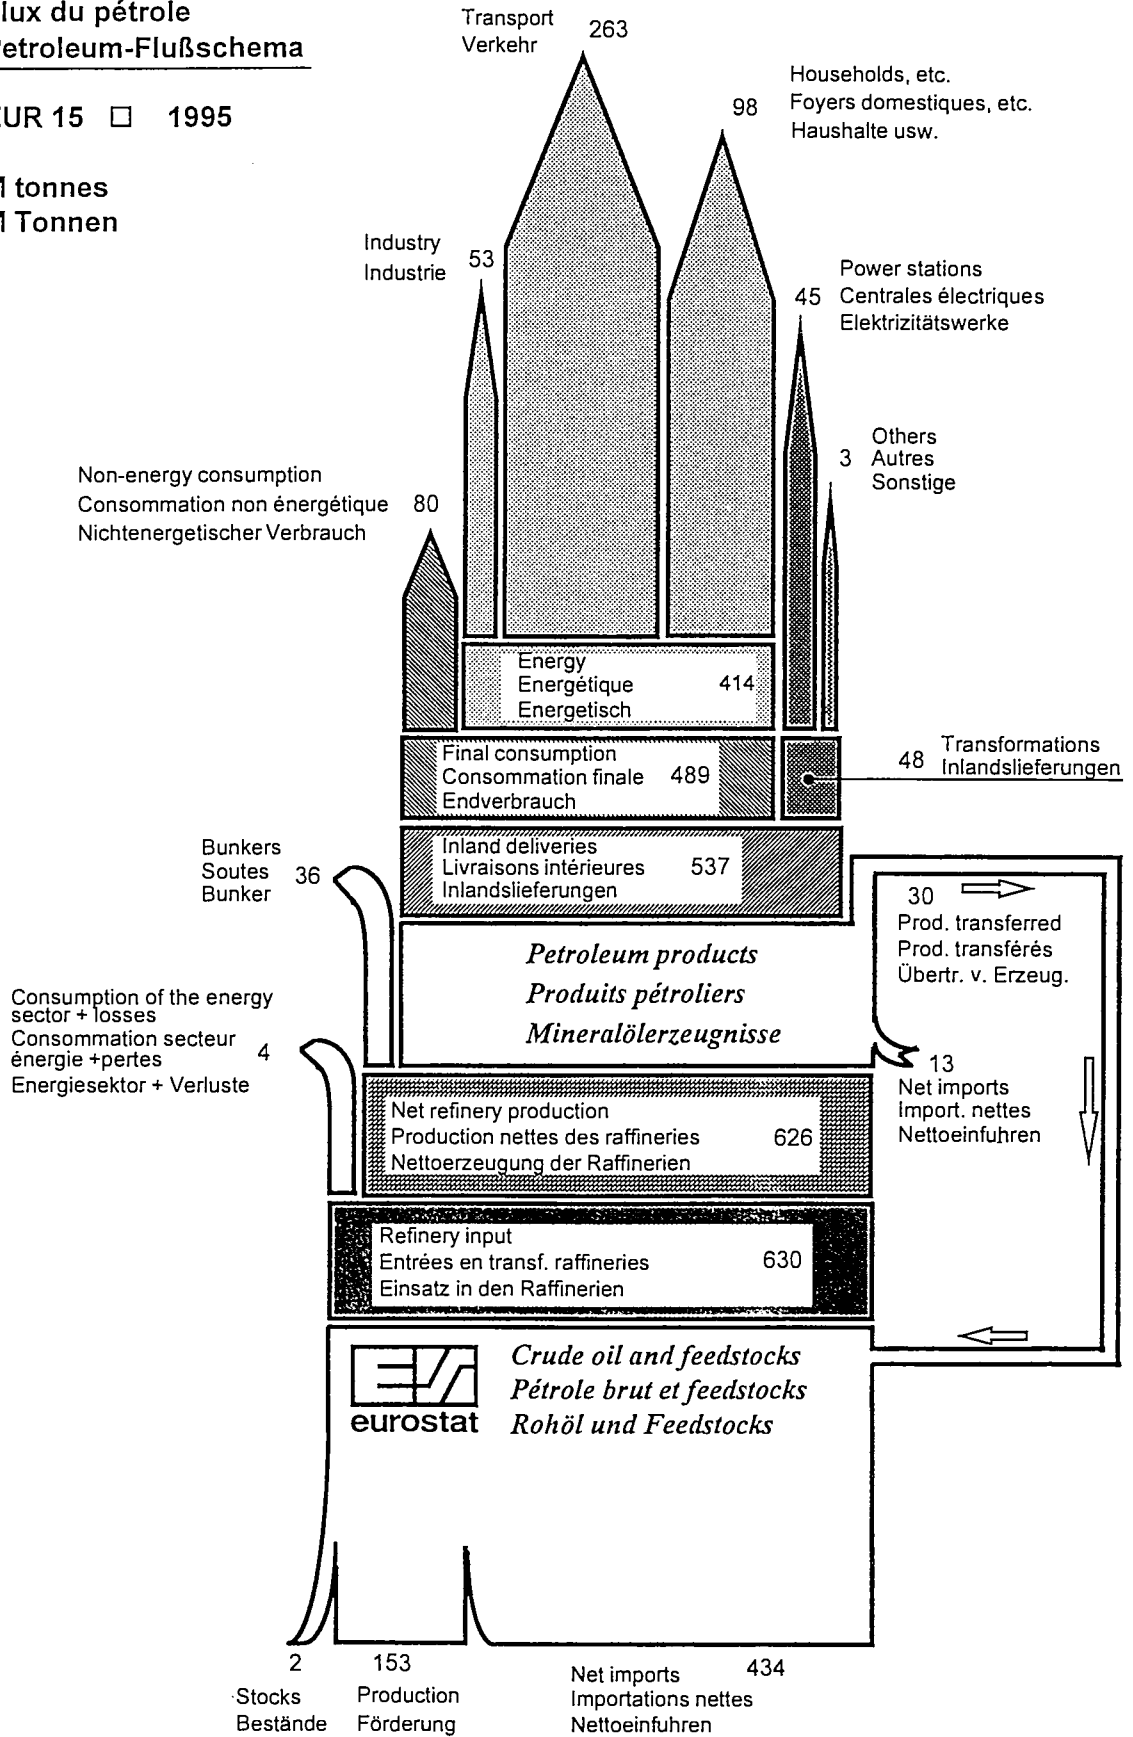 lux du pétrole
etroleum-Flußschema
UR 15 □ 1995
tonnes
Tonnen
Transport
Verkehr
263
Households, etc.
98 Foyers domestiques, etc.
Haushalte usw.
Industry
Industrie
53
Power stations
45 Centrales électriques
Elektrizitätswerke
Others
3 Autres
Sonstige
Non-energy consumption
Consommation non énergétique 80
Nichtenergetischer Verbrauch
Energy
Energétique 414
Energetisch
Final consumption
Consommation finale 489
Endverbrauch
48 Transformations
Inlandslieferungen
Inland deliveries
Livraisons intérieures 537
Inlandslieferungen
Bunkers
Soutes 36
Bunker
30
Prod. transferred
Prod. transférés
Übertr. v. Erzeug.
Petroleum products
Produits pétroliers
Mineralölerzeugnisse
Consumption of the energy
sector + losses
Consommation secteur
énergie +pertes 4
Energiesektor + Verluste
13
Net imports
Import. nettes
Nettoeinfuhren
Net refinery production
Production nettes des raffineries 626
Nettoerzeugung der Raffinerien
Refinery input
Entrées en transf. raffineries 630
Einsatz in den Raffinerien
eurostat
Crude oil and feedstocks
Pétrole brut et feedstocks
Rohöl und Feedstocks
2
Stocks
Bestände
153
Production
Förderung
434
Net imports
Importations nettes
Nettoeinfuhren